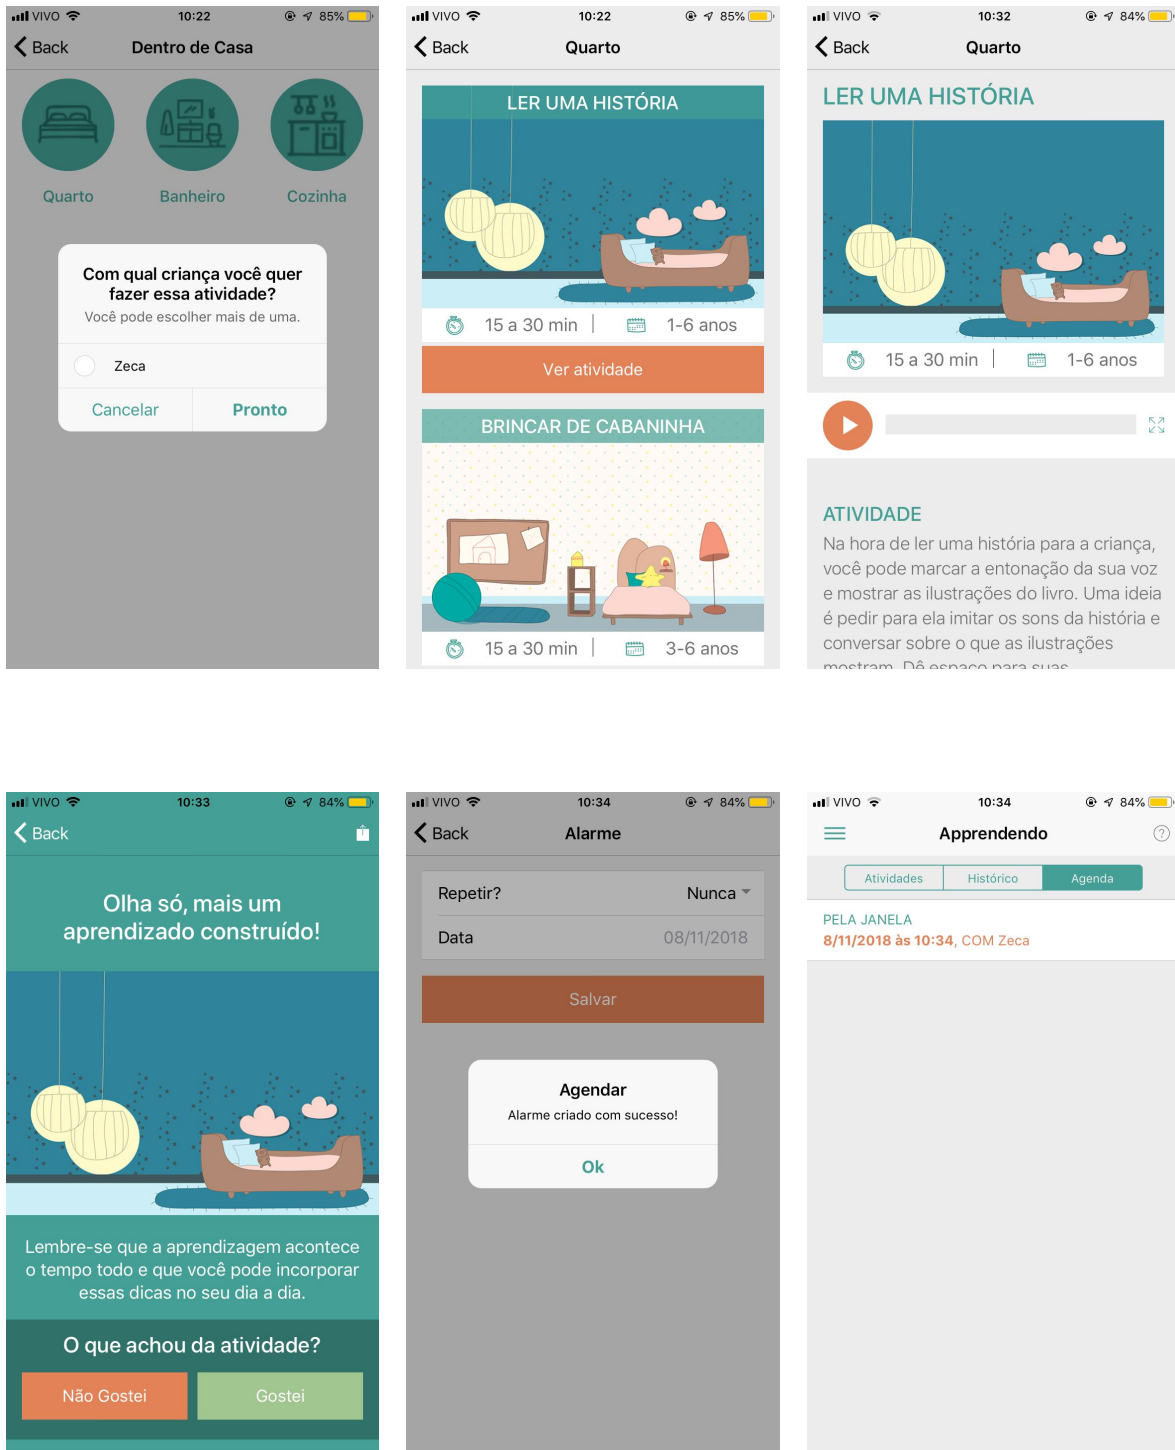 VIVO 10:22 85%
Back Dentro de Casa
Quarto Banheiro Cozinha
Com qual criança você quer
fazer essa atividade?
Você pode escolher mais de uma.
Zeca
Cancelar Pronto
VIVO 10:22 85%
Back Quarto
LER UMA HISTÓRIA
15 a 30 min 1-6 anos
Ver atividade
BRINCAR DE CABANINHA
15 a 30 min 3-6 anos
VIVO 10:32 84%
Back Quarto
LER UMA HISTÓRIA
15 a 30 min 1-6 anos
ATIVIDADE
Na hora de ler uma história para a criança,
você pode marcar a entonação da sua voz
e mostrar as ilustrações do livro. Uma ideia
é pedir para ela imitar os sons da história e
conversar sobre o que as ilustrações
mostram. Dê espaço para suas
VIVO 10:33 84%
Back
Olha só, mais um
aprendizado construído!
Lembre-se que a aprendizagem acontece
o tempo todo e que você pode incorporar
essas dicas no seu dia a dia.
O que achou da atividade?
Não Gostei Gostei
VIVO 10:34 84%
Back Alarme
Repetir? Nunca
Data 08/11/2018
Salvar
Agendar
Alarme criado com sucesso!
Ok
VIVO 10:34 84%
Apprendendo ?
Atividades Histórico Agenda
PELA JANELA
8/11/2018 às 10:34, COM Zeca